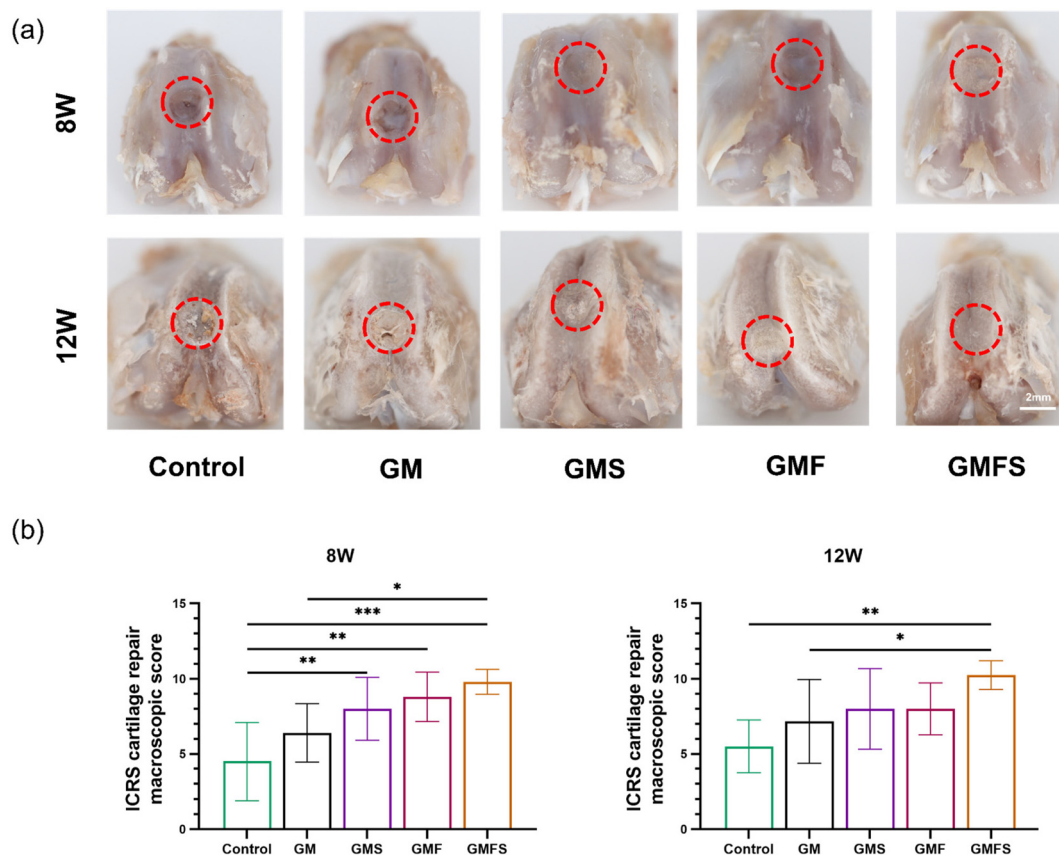 (a)
8W
12W
2mm
Control GM GMS GMF GMFS
(b)
8W
ICRS cartilage repair
macroscopic score
15
10
5
0
*
***
**
**
Control GM GMS GMF GMFS
12W
ICRS cartilage repair
macroscopic score
15
10
5
0
**
*
Control GM GMS GMF GMFS